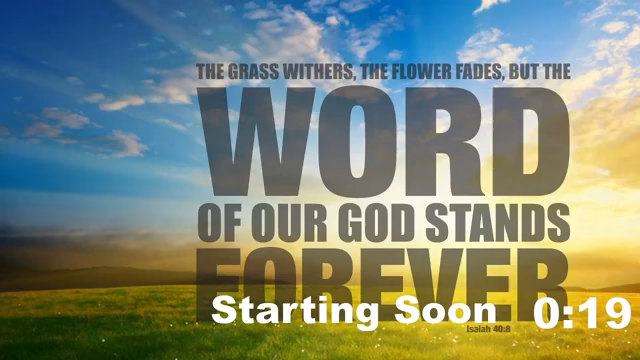 THE GRASS WITHERS, THE FLOWER FADES, BUT THE
WORD
OF OUR GOD STANDS
FOREVER
Starting Soon 0:19
Isaiah 40:8